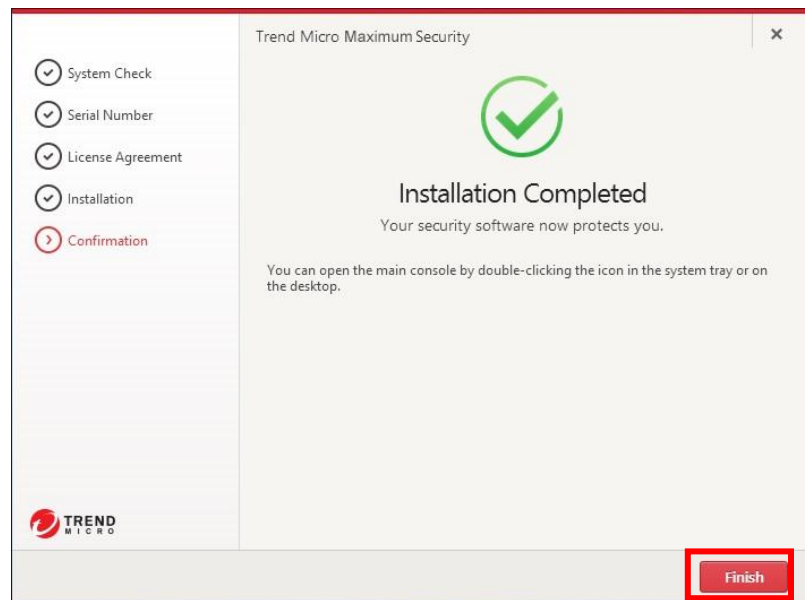 Trend Micro Maximum Security
System Check
Serial Number
License Agreement
Installation
Confirmation
Installation Completed
Your security software now protects you.
You can open the main console by double-clicking the icon in the system tray or on
the desktop.
TREND
MICRO
Finish